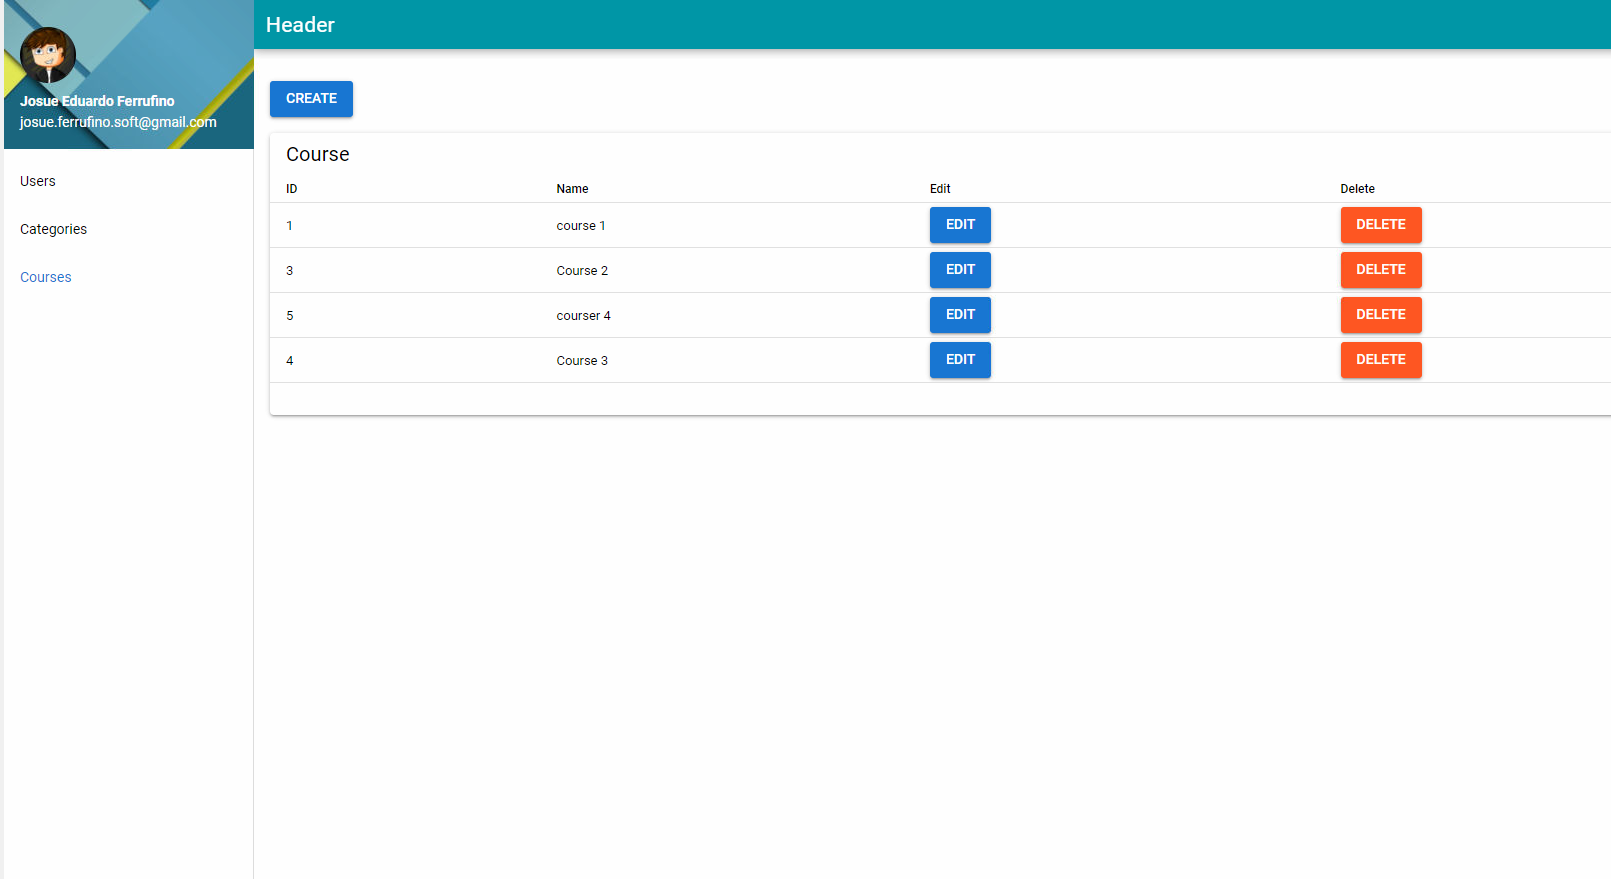 Josue Eduardo Ferrufino
josue.ferrufino.soft@gmail.com
Users
Categories
Courses
Header
CREATE
Course
ID Name Edit Delete
1 course 1 EDIT DELETE
3 Course 2 EDIT DELETE
5 courser 4 EDIT DELETE
4 Course 3 EDIT DELETE